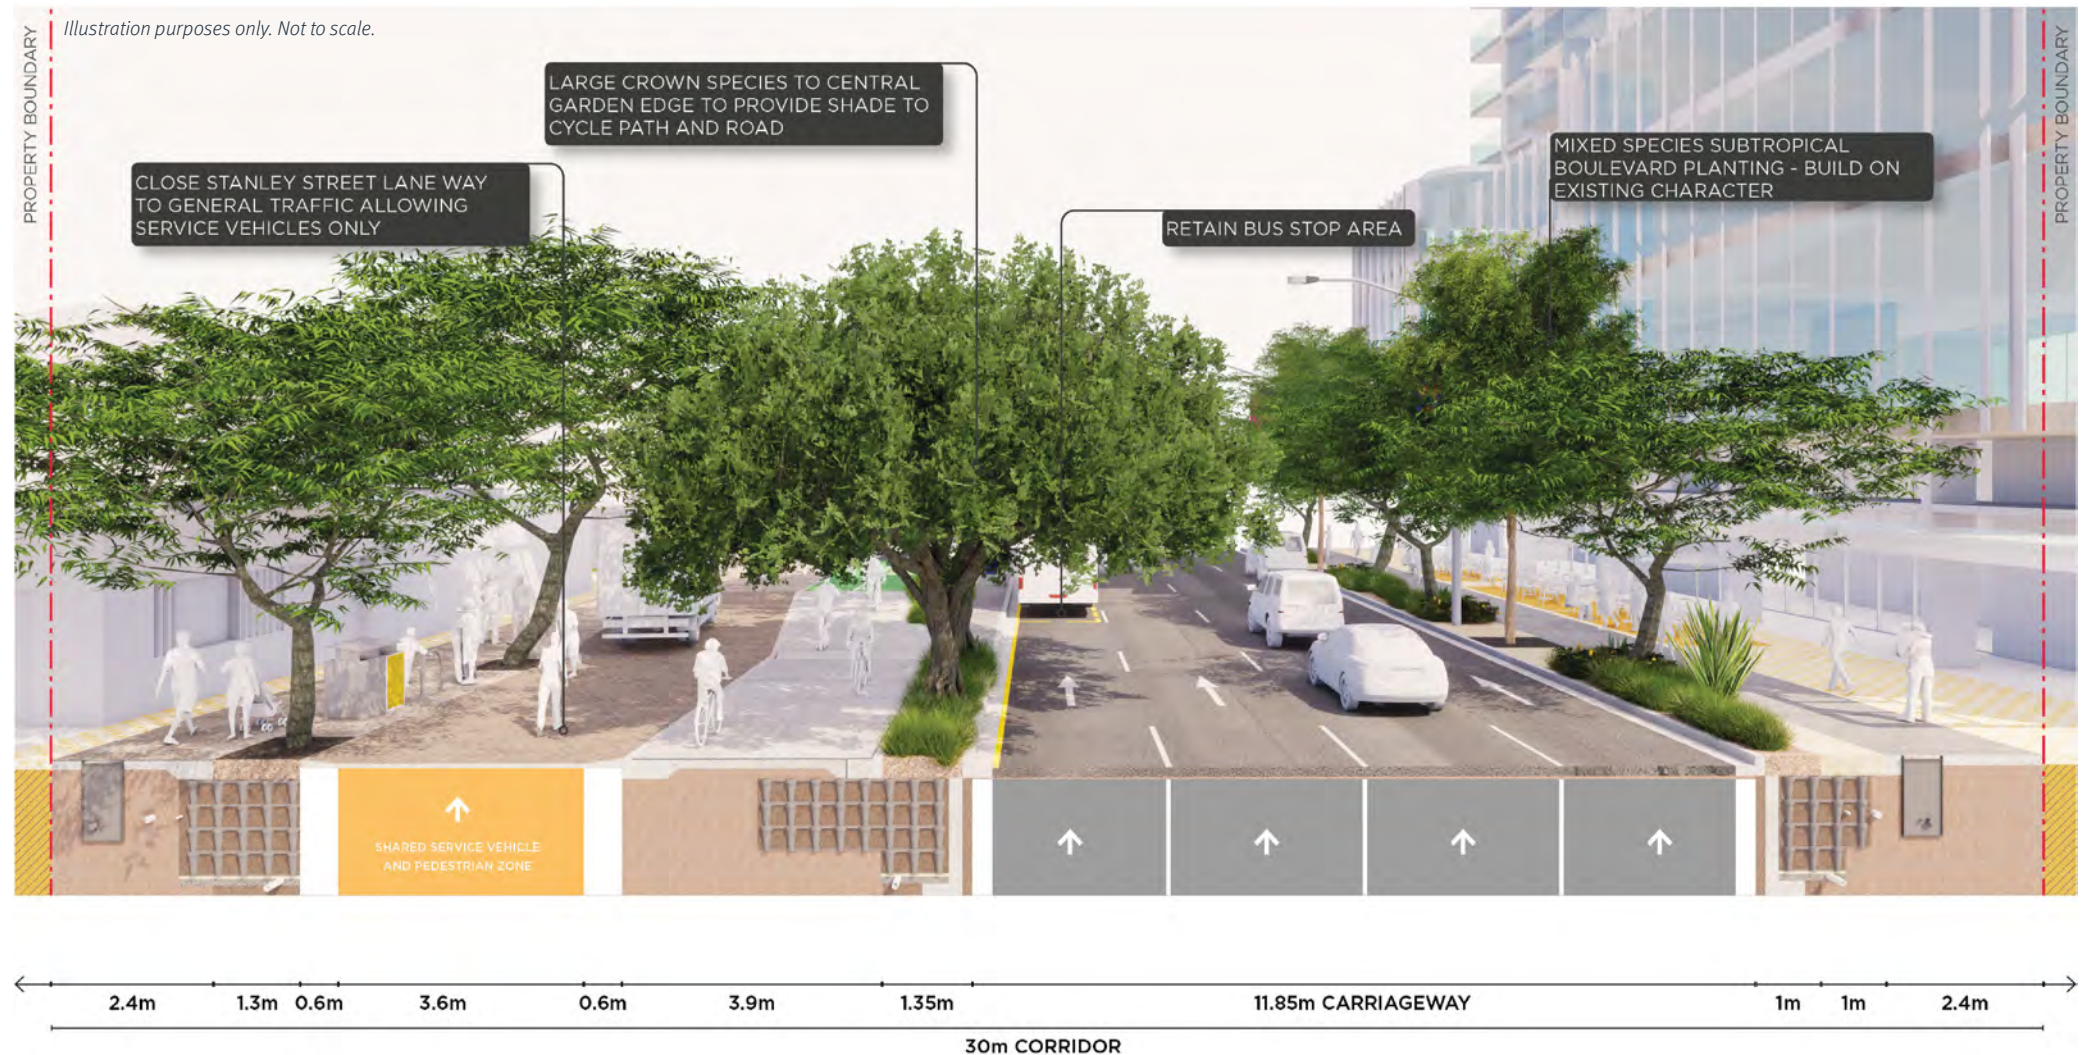 Illustration purposes only. Not to scale.
PROPERTY BOUNDARY
PROPERTY BOUNDARY
LARGE CROWN SPECIES TO CENTRAL
GARDEN EDGE TO PROVIDE SHADE TO
CYCLE PATH AND ROAD
CLOSE STANLEY STREET LANE WAY
TO GENERAL TRAFFIC ALLOWING
SERVICE VEHICLES ONLY
RETAIN BUS STOP AREA
MIXED SPECIES SUBTROPICAL
BOULEVARD PLANTING - BUILD ON
EXISTING CHARACTER
SHARED SERVICE VEHICLE
AND PEDESTRIAN ZONE
2.4m 1.3m 0.6m 3.6m 0.6m 3.9m 1.35m 11.85m CARRIAGEWAY 1m 1m 2.4m
30m CORRIDOR